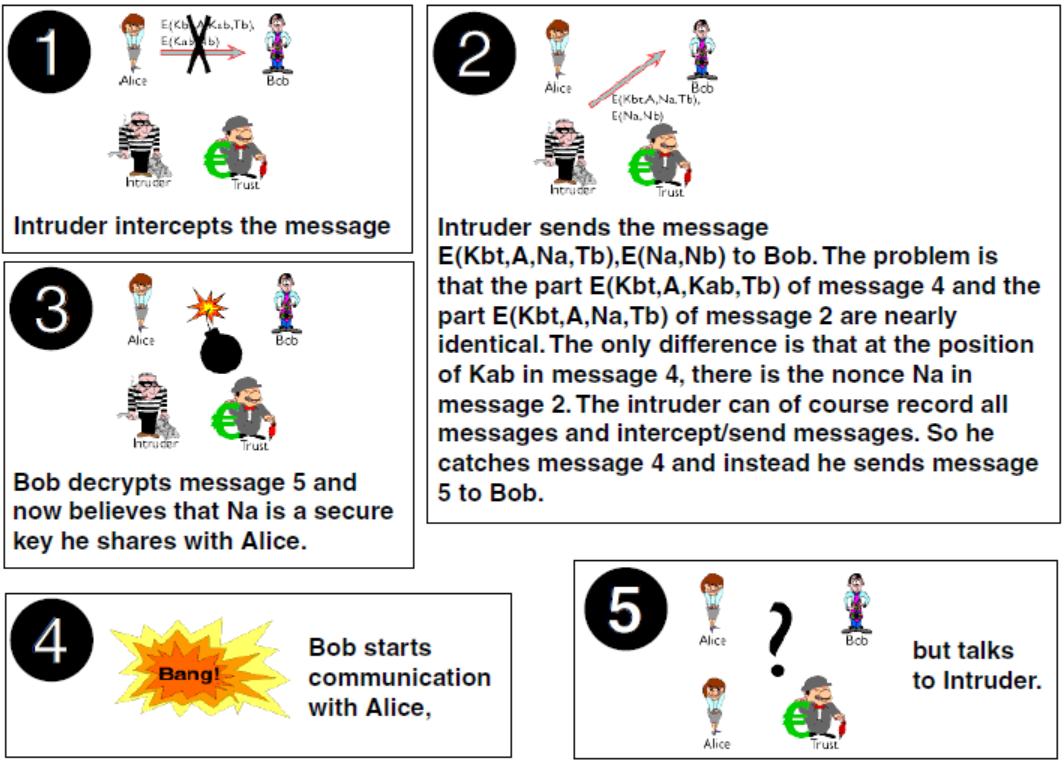 1
E(Kbt,A,Kab,Tb),
E(Kab,Nb)
Alice
Bob
Intruder
Trust
Intruder intercepts the message
2
Alice
Bob
E(Kbt,A,Na,Tb),
E(Na,Nb)
Intruder
Trust
Intruder sends the message
E(Kbt,A,Na,Tb),E(Na,Nb) to Bob. The problem is
that the part E(Kbt,A,Kab,Tb) of message 4 and the
part E(Kbt,A,Na,Tb) of message 2 are nearly
identical. The only difference is that at the position
of Kab in message 4, there is the nonce Na in
message 2. The intruder can of course record all
messages and intercept/send messages. So he
catches message 4 and instead he sends message
5 to Bob.
3
Alice
Bob
Intruder
Trust
Bob decrypts message 5 and
now believes that Na is a secure
key he shares with Alice.
4
Bang!
Bob starts
communication
with Alice,
5
Alice
?
Bob
Alice
Trust
but talks
to Intruder.